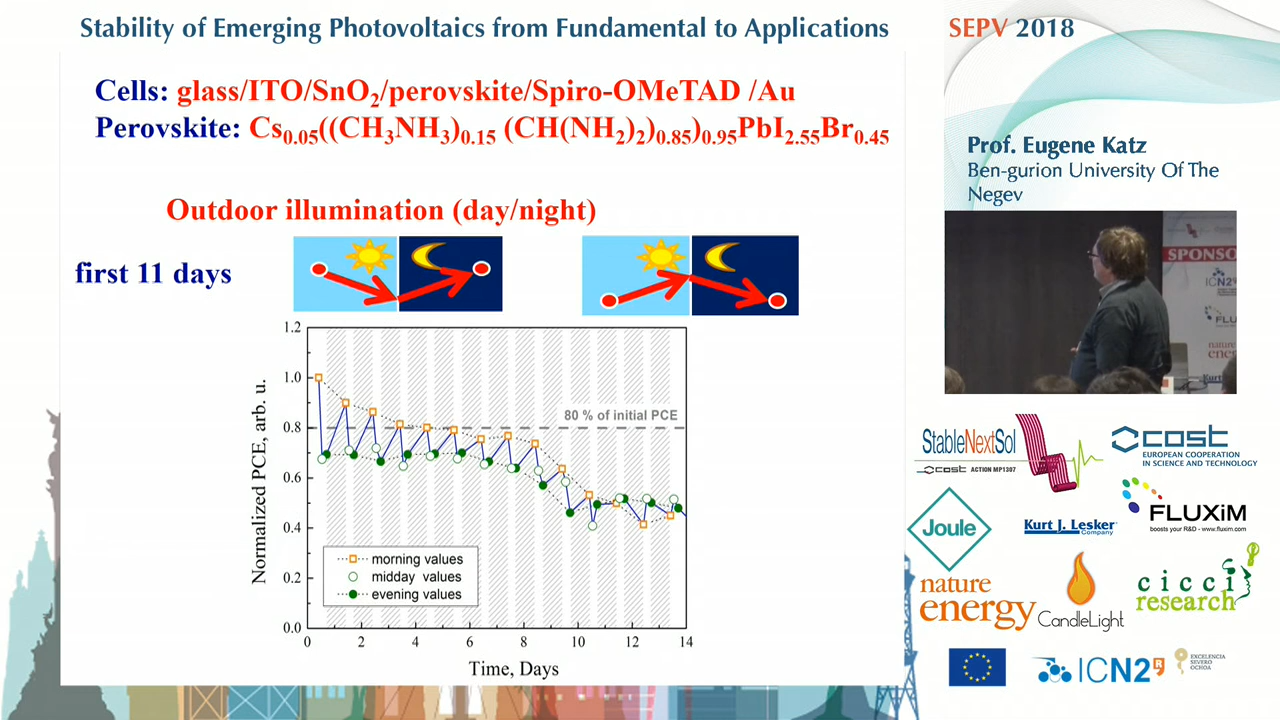 Stability of Emerging Photovoltaics from Fundamental to Applications
SEPV 2018
Cells: glass/ITO/SnO2/perovskite/Spiro-OMeTAD /Au
Perovskite: Cs0.05((CH3NH3)0.15 (CH(NH2)2)0.85)0.95PbI2.55Br0.45
Outdoor illumination (day/night)
first 11 days
1.2
1.0
0.8
0.6
0.4
0.2
0.0
Normalized PCE, arb. u.
80 % of initial PCE
morning values
midday values
evening values
0 2 4 6 8 10 12 14
Time, Days
Prof. Eugene Katz
Ben-gurion University Of The
Negev
SPONSO
ICN2
FLU
nature
ener
Kurt
StableNextSol
cost ACTION MP1307
cost
EUROPEAN COOPERATION
IN SCIENCE AND TECHNOLOGY
Joule
Kurt J. Lesker
Company
FLUXiM
boosts your R&D - www.fluxim.com
nature
energy
CandleLight
cicci
research
ICN2
EXCELENCIA
SEVERO
OCHOA